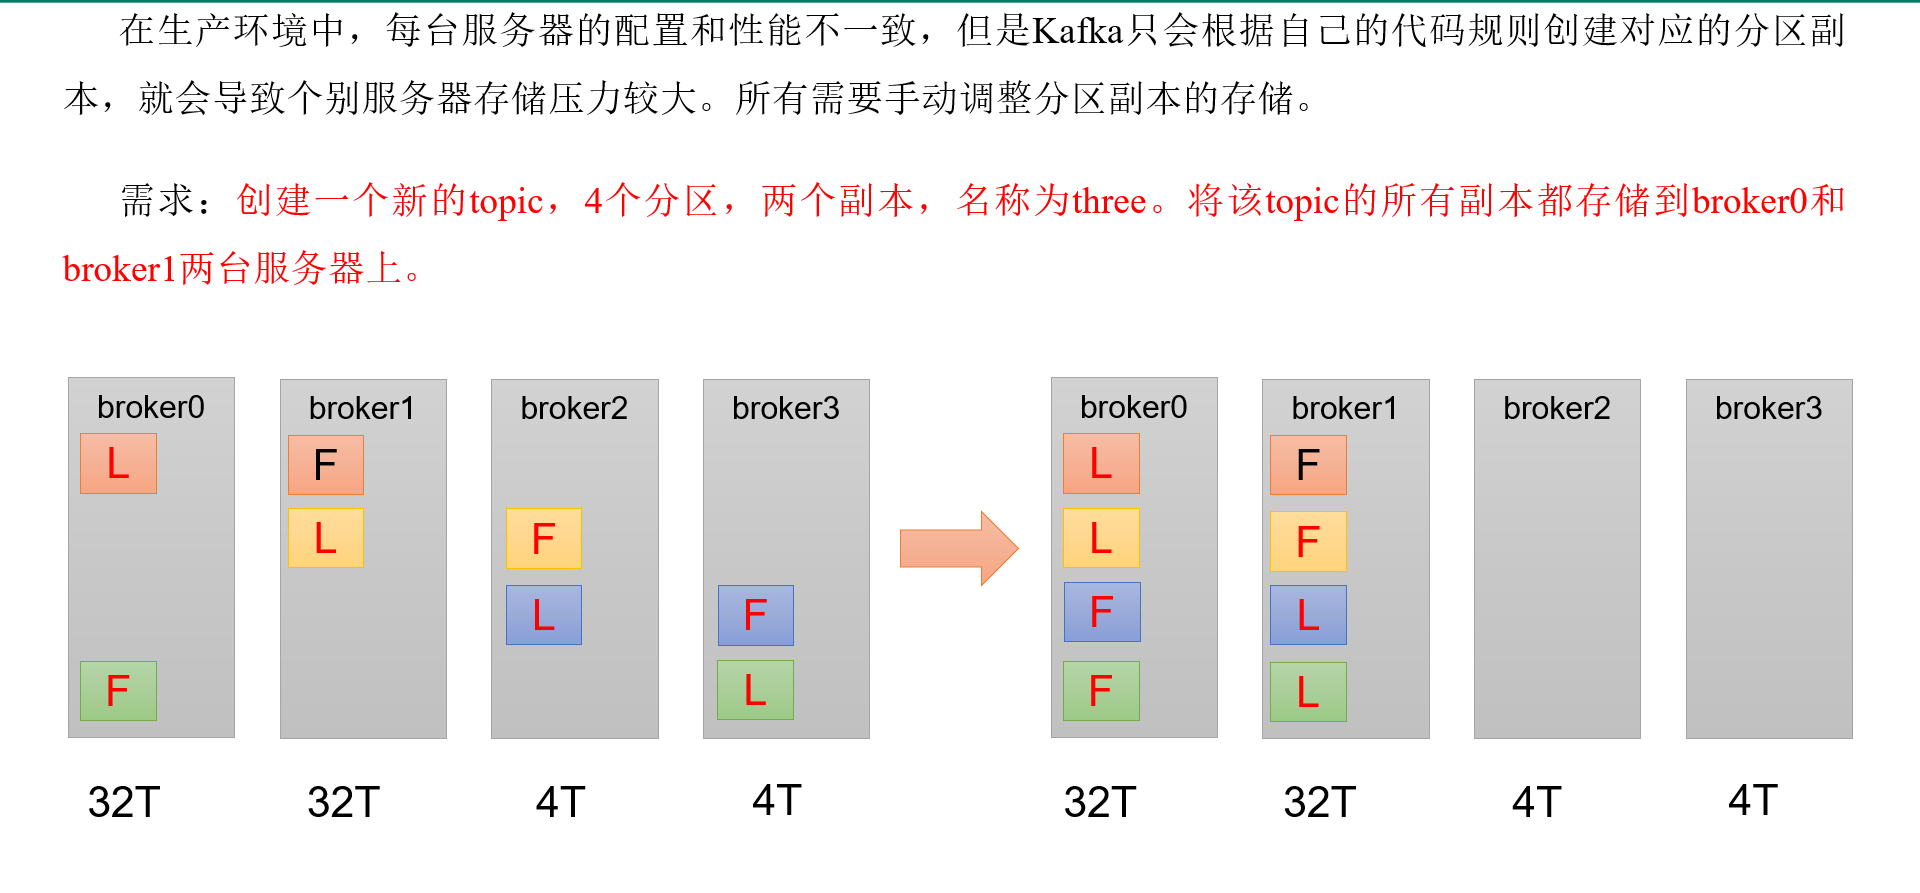 在生产环境中，每台服务器的配置和性能不一致，但是Kafka只会根据自己的代码规则创建对应的分区副
本，就会导致个别服务器存储压力较大。所有需要手动调整分区副本的存储。
需求：创建一个新的topic，4个分区，两个副本，名称为three。将该topic的所有副本都存储到broker0和
broker1两台服务器上。
broker0 broker1 broker2 broker3 broker0 broker1 broker2 broker3
L F L F
L F L F
L F F L
F L F L
32T 32T 4T 4T 32T 32T 4T 4T